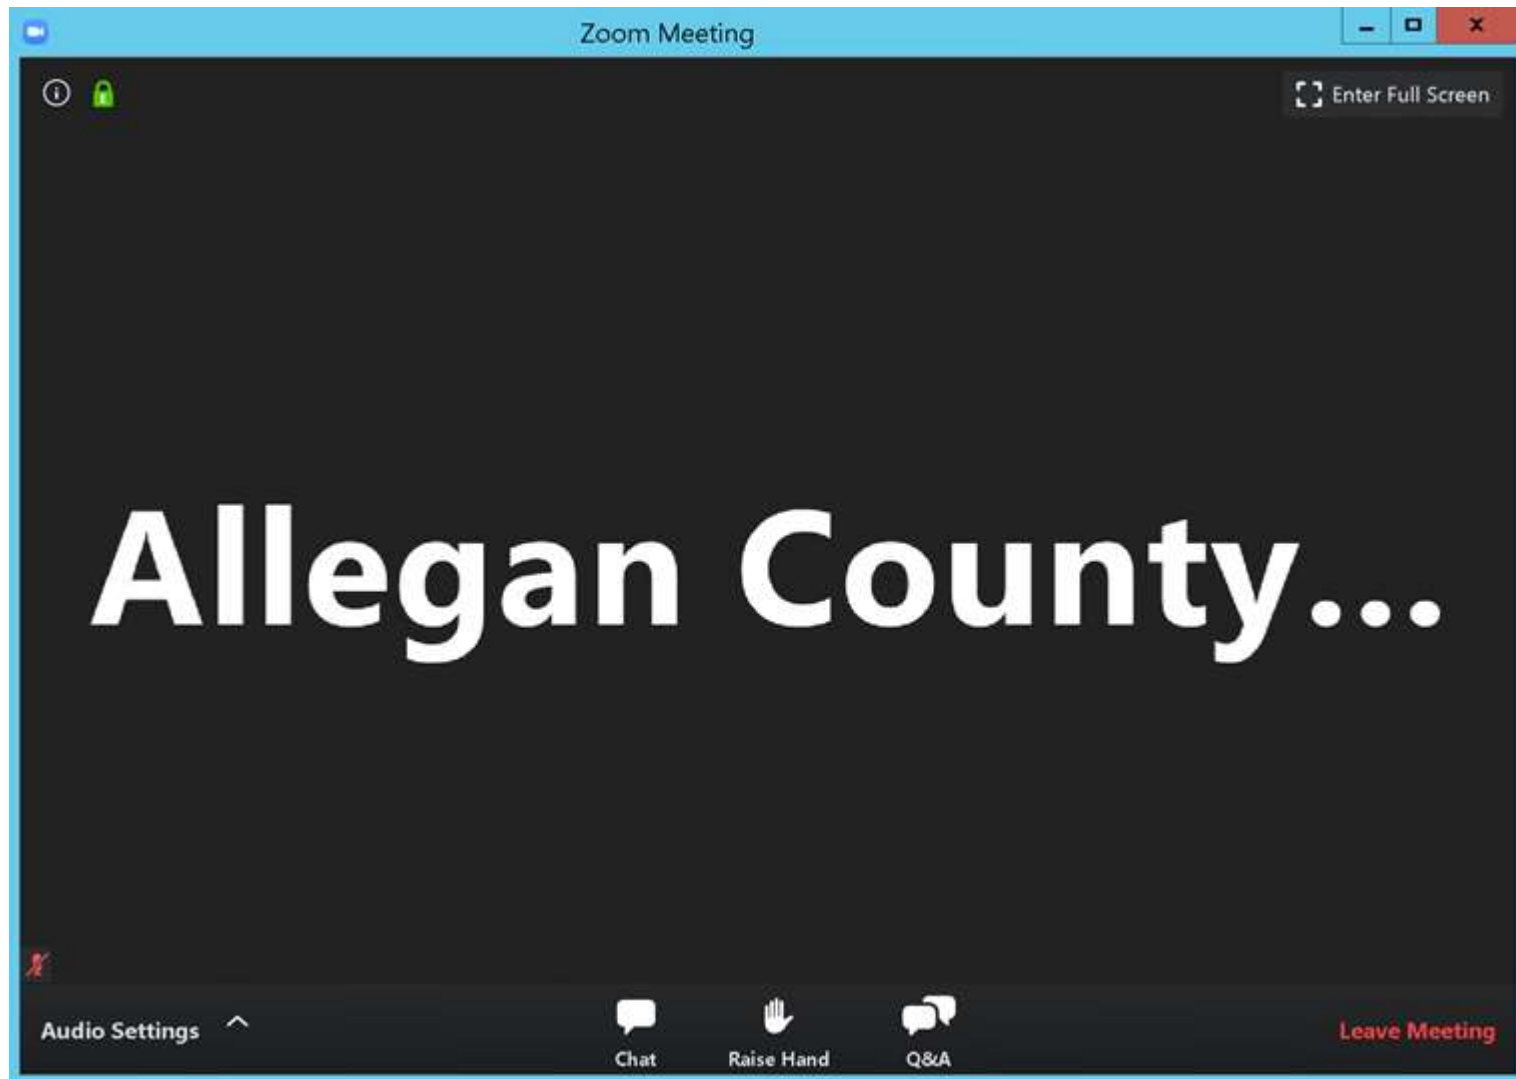 Zoom Meeting
Enter Full Screen
Allegan County...
Audio Settings
Chat
Raise Hand
Q&A
Leave Meeting